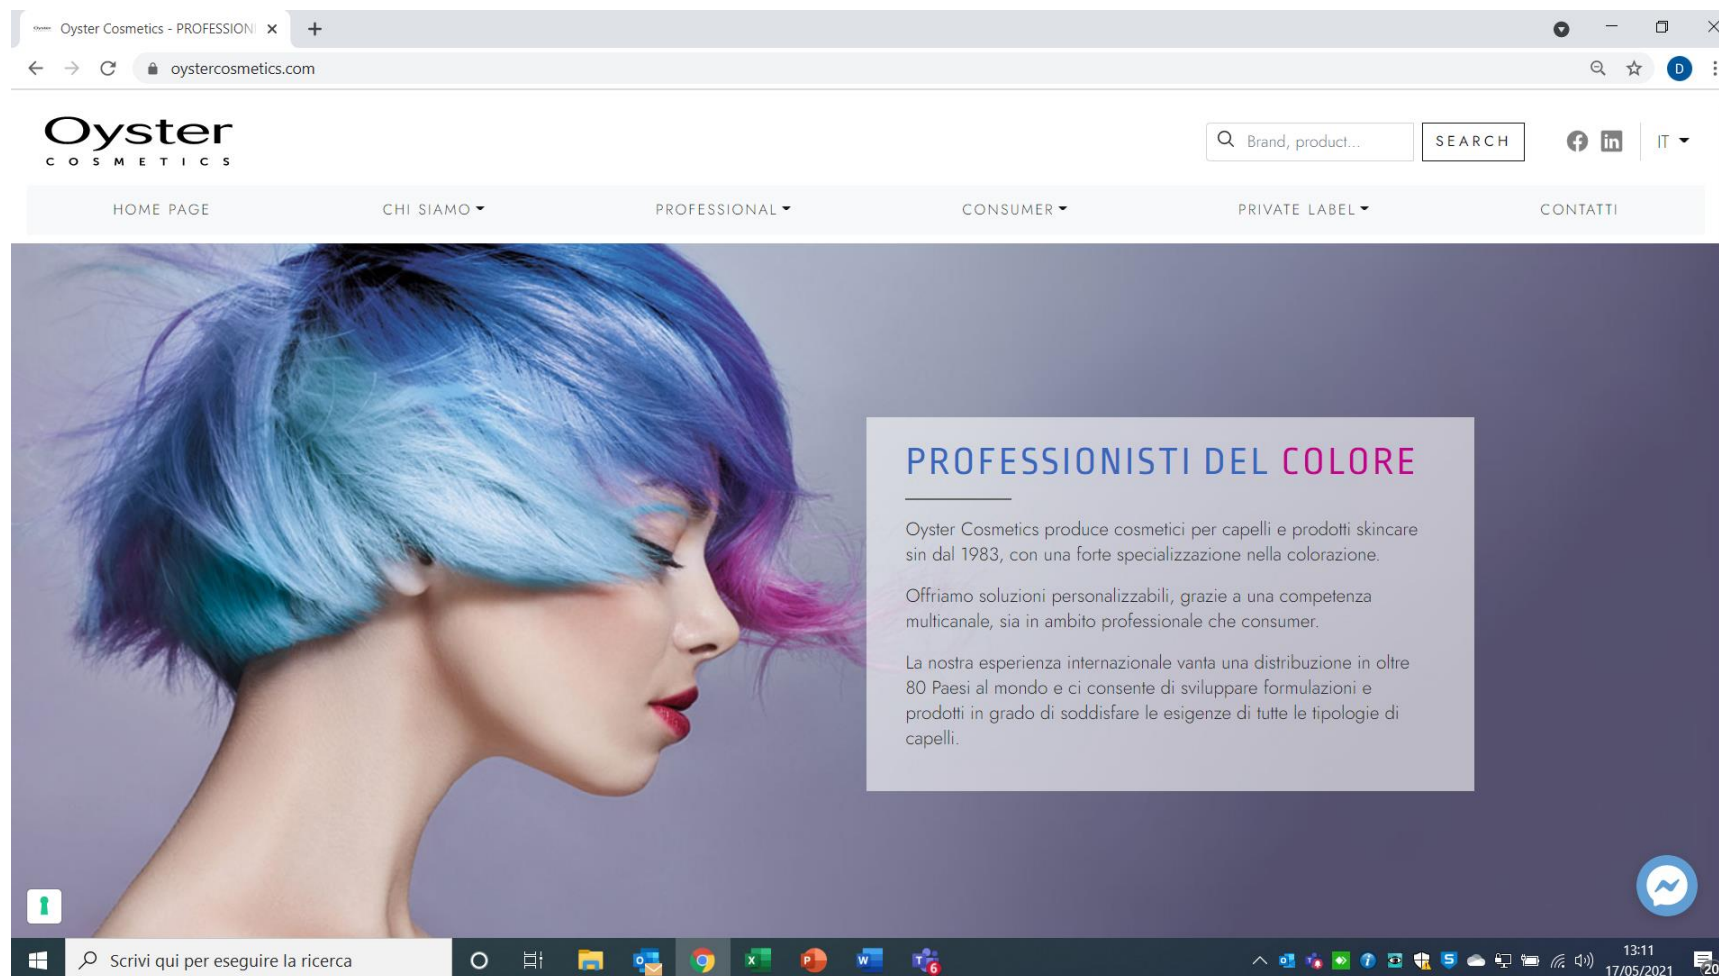 Oyster Cosmetics - PROFESSION
oystercosmetics.com
D
Oyster
COSMETICS
Brand, product...
SEARCH
IT
HOME PAGE
CHI SIAMO
PROFESSIONAL
CONSUMER
PRIVATE LABEL
CONTATTI
PROFESSIONISTI DEL COLORE
Oyster Cosmetics produce cosmetici per capelli e prodotti skincare
sin dal 1983, con una forte specializzazione nella colorazione.
Offriamo soluzioni personalizzabili, grazie a una competenza
multicanale, sia in ambito professionale che consumer.
La nostra esperienza internazionale vanta una distribuzione in oltre
80 Paesi al mondo e ci consente di sviluppare formulazioni e
prodotti in grado di soddisfare le esigenze di tutte le tipologie di
capelli.
Scrivi qui per eseguire la ricerca
13:11
17/05/2021
20